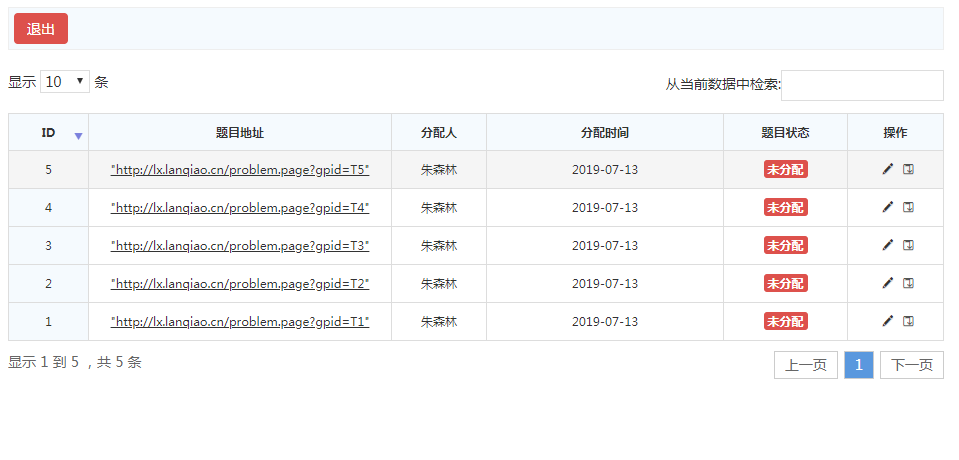 退出
显示 10 条 从当前数据中检索:
ID 题目地址 分配人 分配时间 题目状态 操作
5 "http://lx.lanqiao.cn/problem.page?gpid=T5" 朱森林 2019-07-13 未分配
4 "http://lx.lanqiao.cn/problem.page?gpid=T4" 朱森林 2019-07-13 未分配
3 "http://lx.lanqiao.cn/problem.page?gpid=T3" 朱森林 2019-07-13 未分配
2 "http://lx.lanqiao.cn/problem.page?gpid=T2" 朱森林 2019-07-13 未分配
1 "http://lx.lanqiao.cn/problem.page?gpid=T1" 朱森林 2019-07-13 未分配
显示 1 到 5 ，共 5 条 上一页 1 下一页